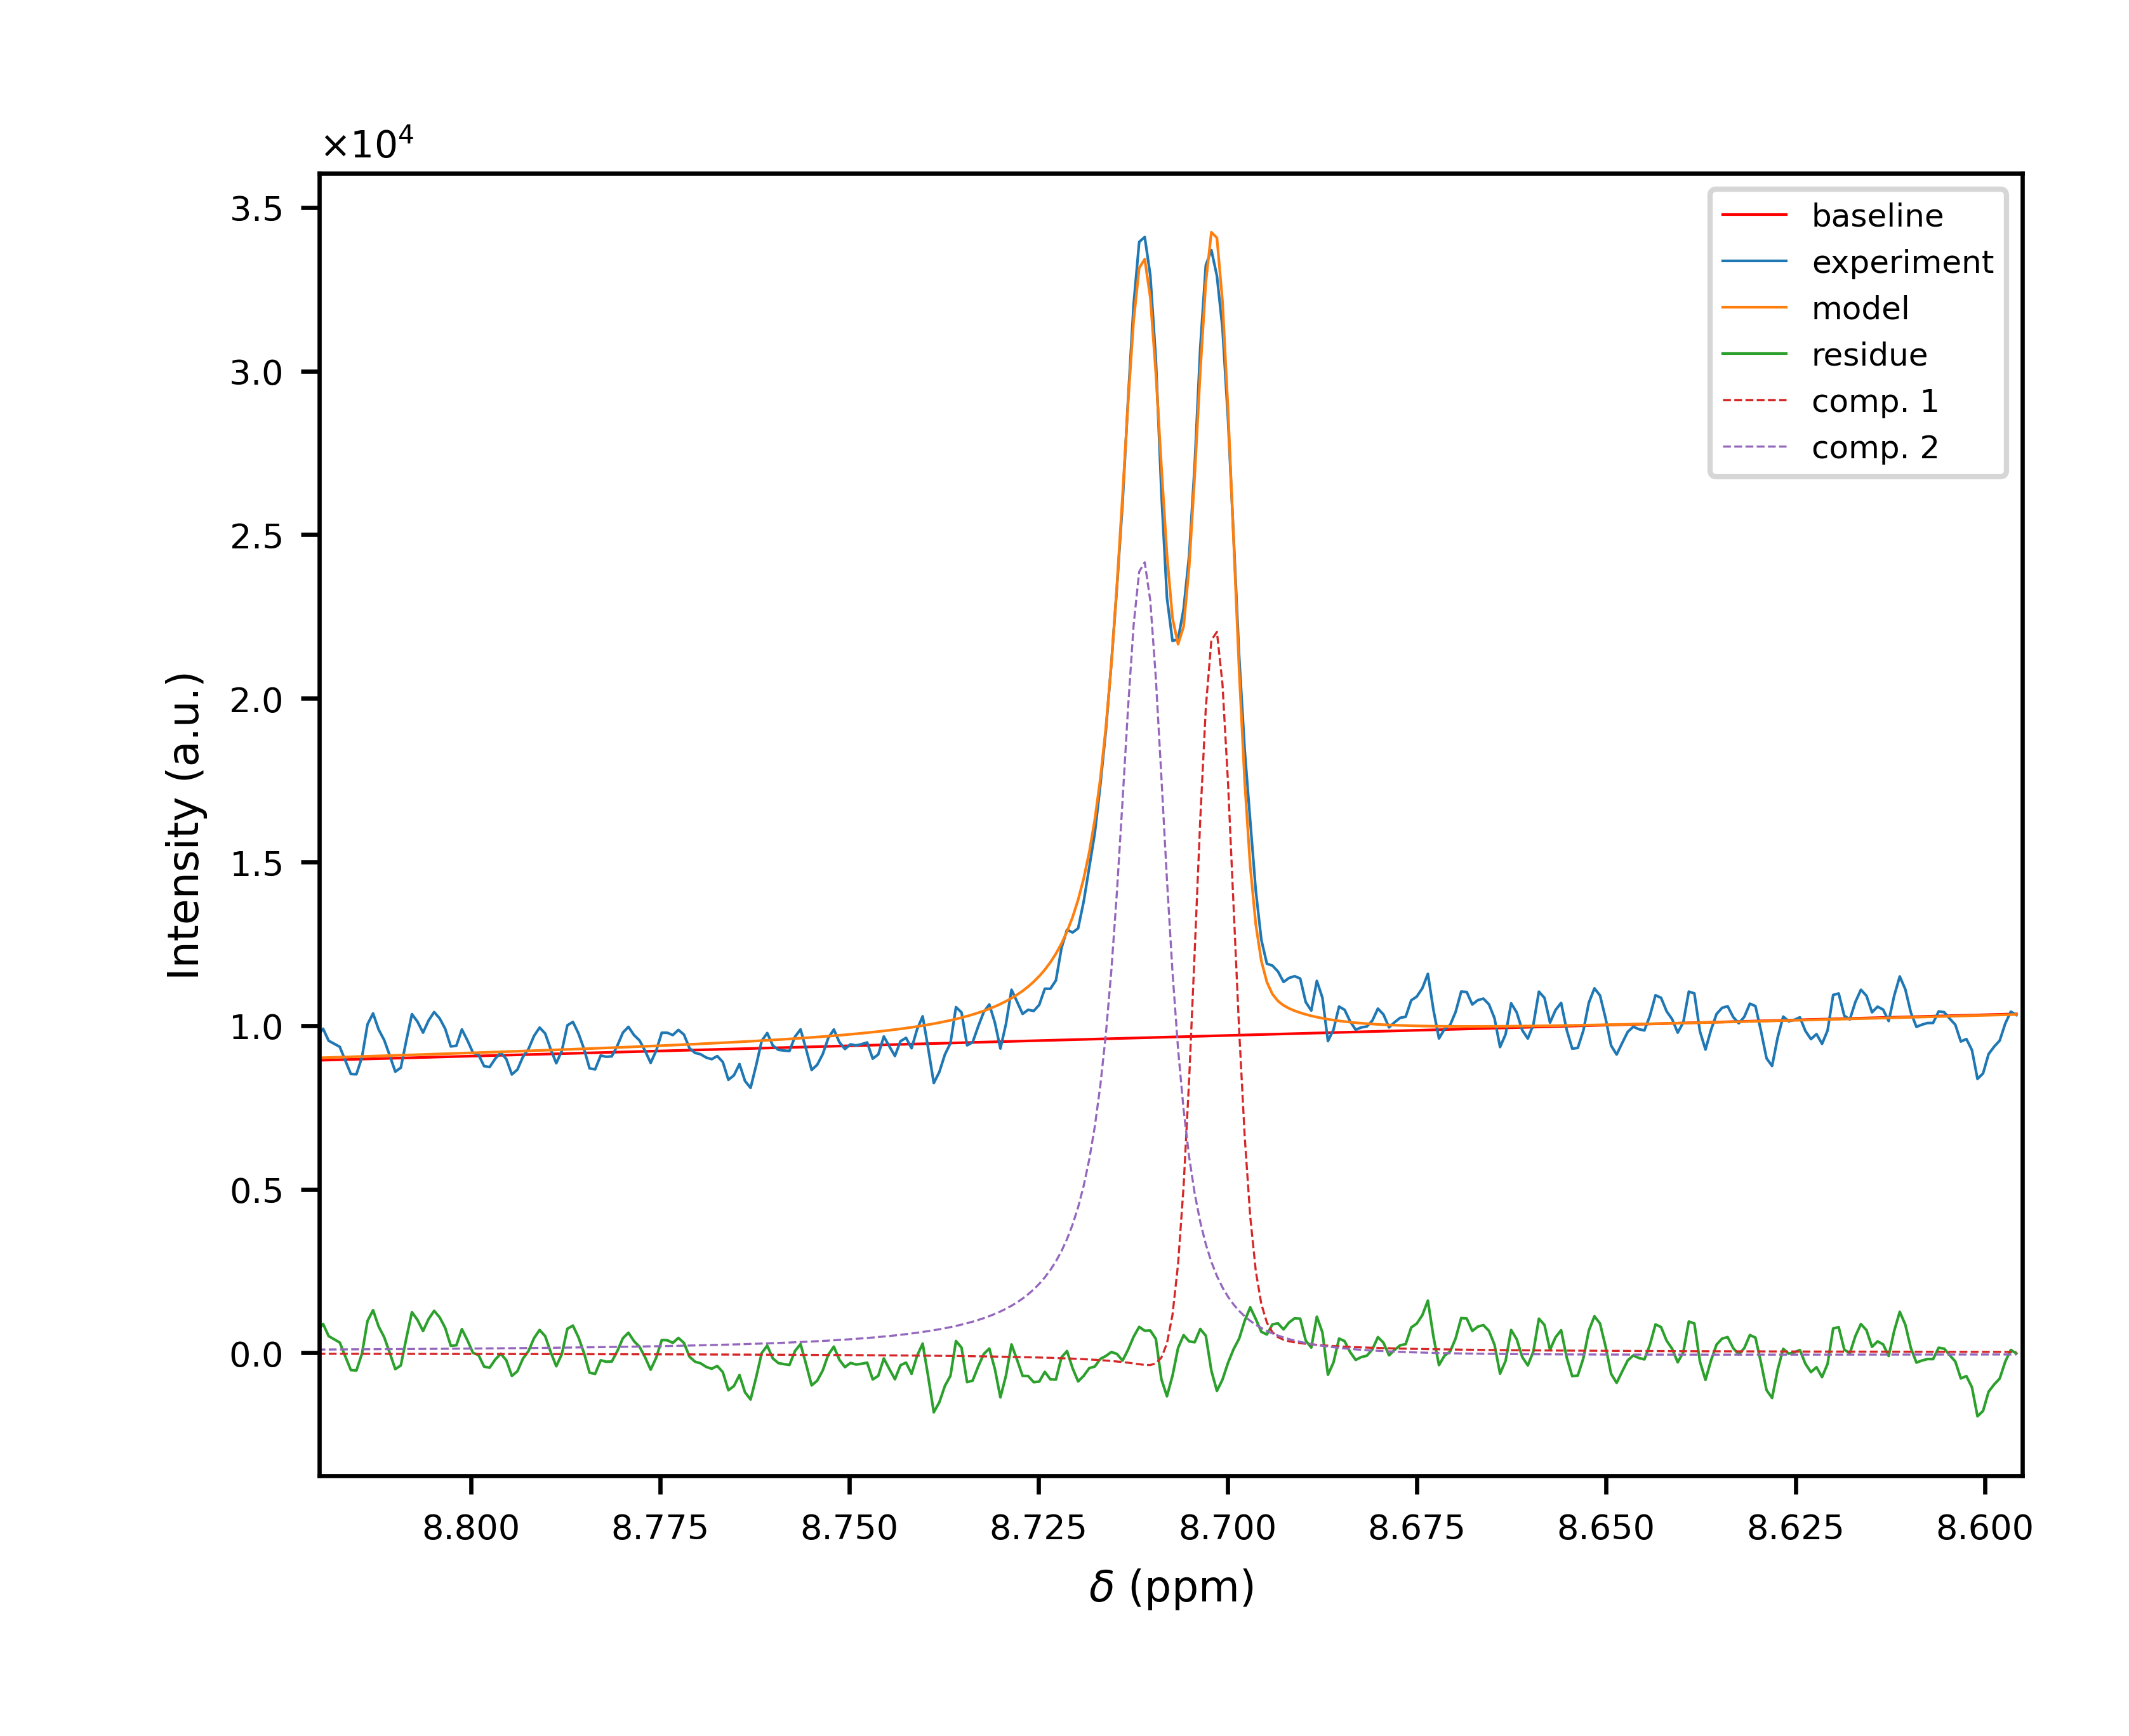 ×10⁴
3.5
3.0
2.5
2.0
1.5
1.0
0.5
0.0
Intensity (a.u.)
baseline
experiment
model
residue
comp. 1
comp. 2
8.800 8.775 8.750 8.725 8.700 8.675 8.650 8.625 8.600
δ (ppm)